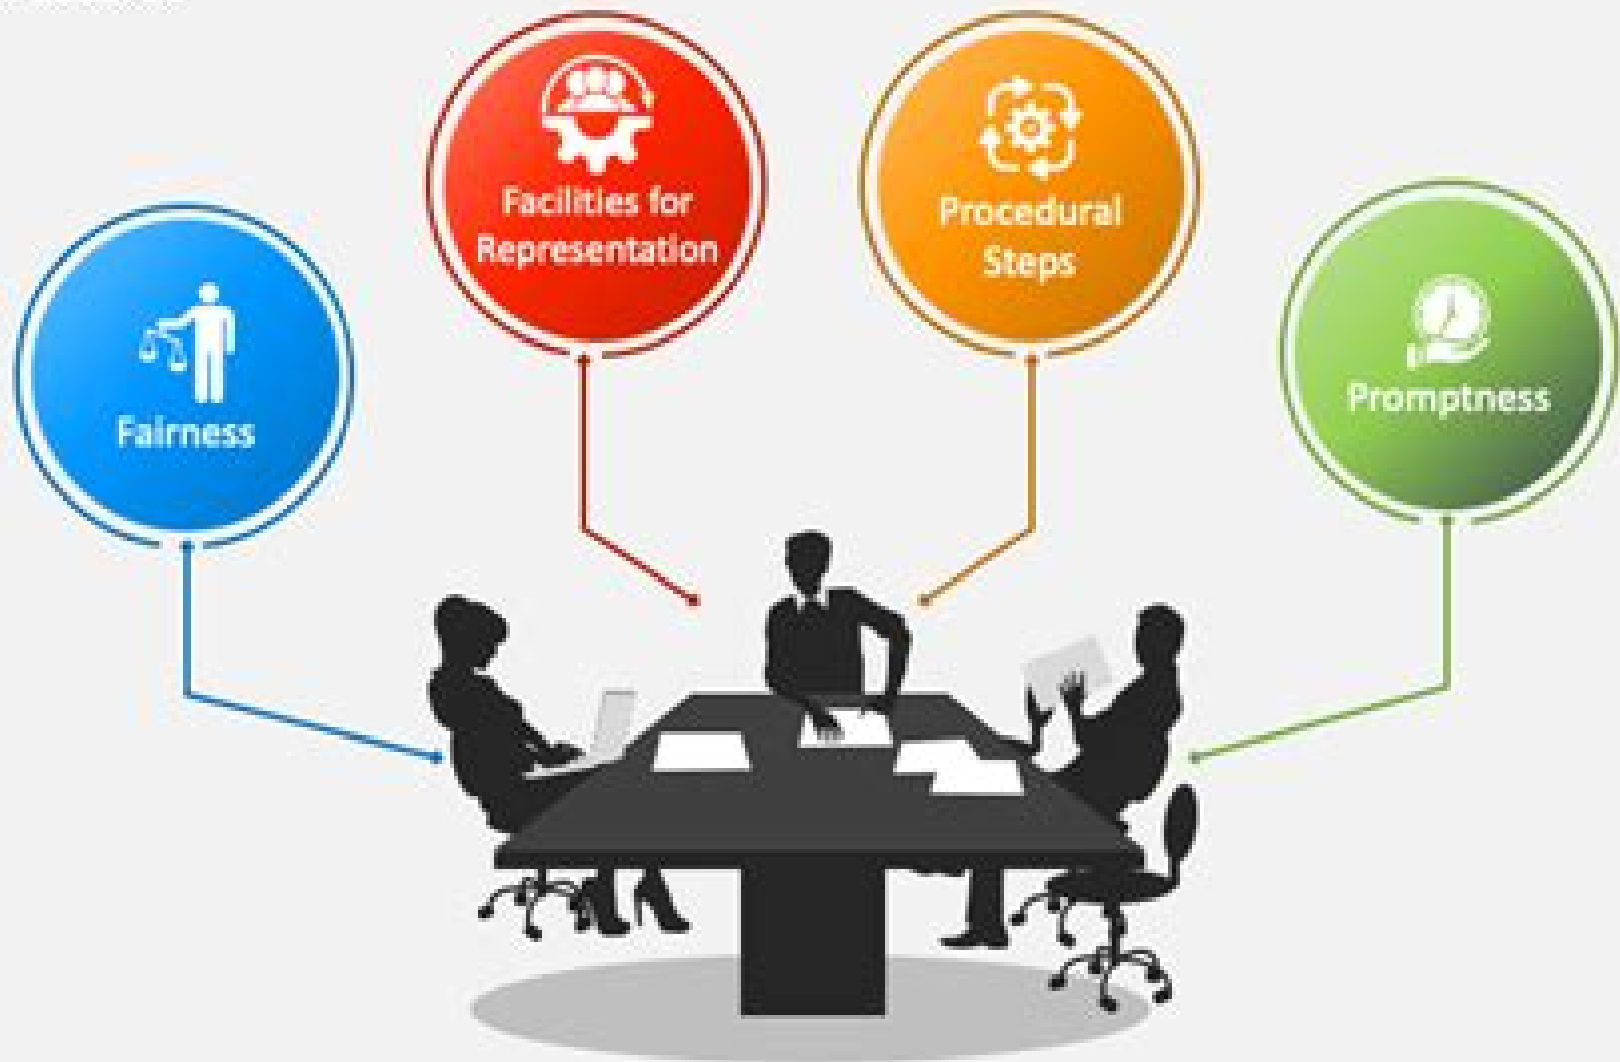 Facilities for
Representation
Procedural
Steps
Fairness
Promptness